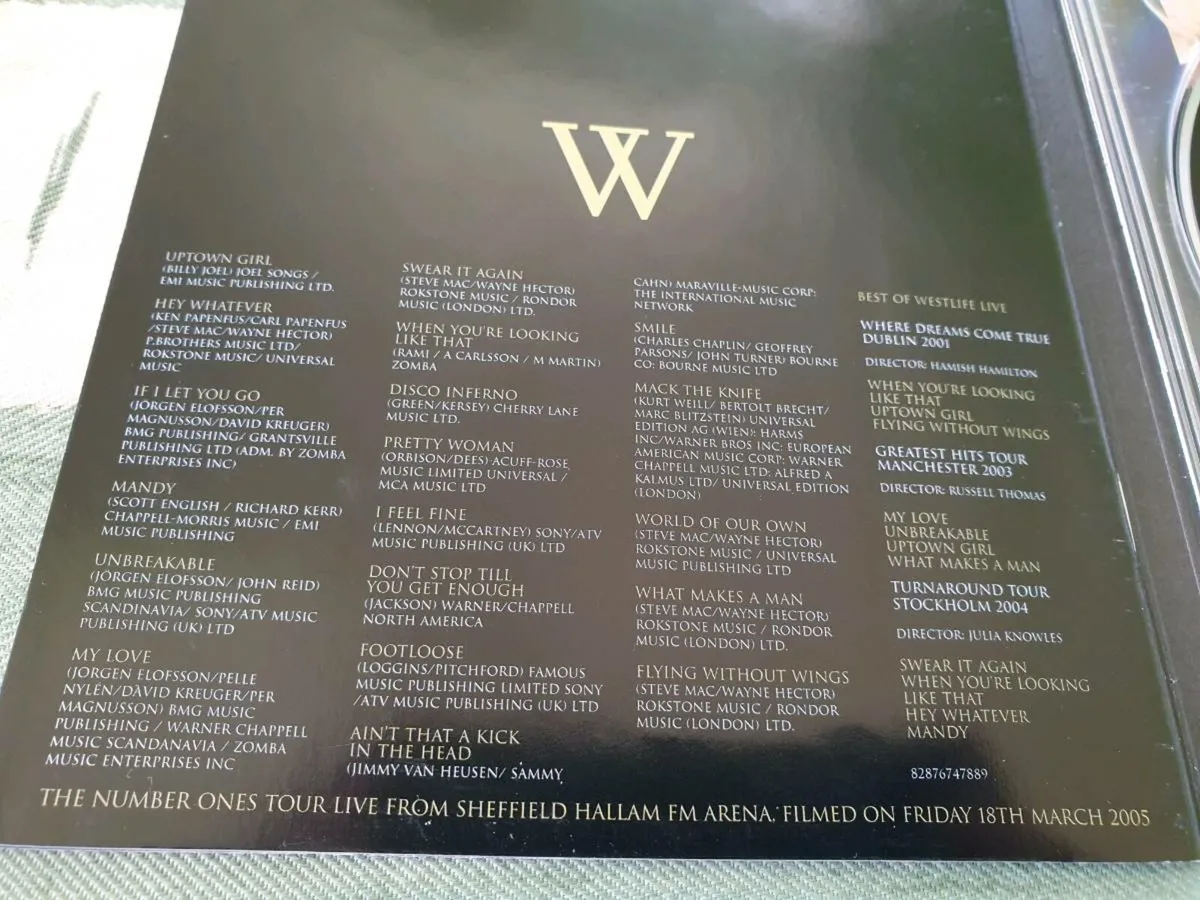 W
UPTOWN GIRL
(BILLY JOEL) JOEL SONGS /
EMI MUSIC PUBLISHING LTD.
HEY WHATEVER
(KEN PAPENFUS/CARL PAPENFUS
/STEVE MAC/WAYNE HECTOR)
P.BROTHERS MUSIC LTD/
ROKSTONE MUSIC/ UNIVERSAL
MUSIC
IF I LET YOU GO
(JORGEN ELOFSSON/PER
MAGNUSSON/DAVID KREUGER)
BMG PUBLISHING/ GRANTSVILLE
PUBLISHING LTD (ADM. BY ZOMBA
ENTERPRISES INC)
MANDY
(SCOTT ENGLISH / RICHARD KERR)
CHAPPELL-MORRIS MUSIC / EMI
MUSIC PUBLISHING
UNBREAKABLE
(JORGEN ELOFSSON/ JOHN REID)
BMG MUSIC PUBLISHING
SCANDINAVIA/ SONY/ATV MUSIC
PUBLISHING (UK) LTD
MY LOVE
(JORGEN ELOFSSON/PELLE
NYLÉN/DAVID KREUGER/PER
MAGNUSSON) BMG MUSIC
PUBLISHING / WARNER CHAPPELL
MUSIC SCANDANAVIA / ZOMBA
MUSIC ENTERPRISES INC
SWEAR IT AGAIN
(STEVE MAC/WAYNE HECTOR)
ROKSTONE MUSIC / RONDOR
MUSIC (LONDON) LTD.
WHEN YOU'RE LOOKING
LIKE THAT
(RAMI / A CARLSSON / M MARTIN)
ZOMBA
DISCO INFERNO
(GREEN/KERSEY) CHERRY LANE
MUSIC LTD.
PRETTY WOMAN
(ORBISON/DEES) ACUFF-ROSE
MUSIC LIMITED UNIVERSAL /
MCA MUSIC LTD
I FEEL FINE
(LENNON/MCCARTNEY) SONY/ATV
MUSIC PUBLISHING (UK) LTD
DON'T STOP TILL
YOU GET ENOUGH
(JACKSON) WARNER/CHAPPELL
NORTH AMERICA
FOOTLOOSE
(LOGGINS/PITCHFORD) FAMOUS
MUSIC PUBLISHING LIMITED SONY
/ATV MUSIC PUBLISHING (UK) LTD
AIN'T THAT A KICK
IN THE HEAD
(JIMMY VAN HEUSEN/ SAMMY
CAHN) MARAVILLE-MUSIC CORP:
THE INTERNATIONAL MUSIC
NETWORK
SMILE
(CHARLES CHAPLIN/ GEOFFREY
PARSONS/ JOHN TURNER) BOURNE
CO: BOURNE MUSIC LTD
MACK THE KNIFE
(KURT WEILL/ BERTOLT BRECHT/
MARC BLITZSTEIN) UNIVERSAL
EDITION AG (WIEN): HARMS
INC/WARNER BROS INC: EUROPEAN
AMERICAN MUSIC CORP: WARNER
CHAPPELL MUSIC LTD: ALFRED A
KALMUS LTD/ UNIVERSAL EDITION
(LONDON)
WORLD OF OUR OWN
(STEVE MAC/WAYNE HECTOR)
ROKSTONE MUSIC / UNIVERSAL
MUSIC PUBLISHING LTD
WHAT MAKES A MAN
(STEVE MAC/WAYNE HECTOR)
ROKSTONE MUSIC / RONDOR
MUSIC (LONDON) LTD.
FLYING WITHOUT WINGS
(STEVE MAC/WAYNE HECTOR)
ROKSTONE MUSIC / RONDOR
MUSIC (LONDON) LTD.
BEST OF WESTLIFE LIVE
WHERE DREAMS COME TRUE
DUBLIN 2001
DIRECTOR: HAMISH HAMILTON
WHEN YOU'RE LOOKING
LIKE THAT
UPTOWN GIRL
FLYING WITHOUT WINGS
GREATEST HITS TOUR
MANCHESTER 2003
DIRECTOR: RUSSELL THOMAS
MY LOVE
UNBREAKABLE
UPTOWN GIRL
WHAT MAKES A MAN
TURNAROUND TOUR
STOCKHOLM 2004
DIRECTOR: JULIA KNOWLES
SWEAR IT AGAIN
WHEN YOU'RE LOOKING
LIKE THAT
HEY WHATEVER
MANDY
82876747889
THE NUMBER ONES TOUR LIVE FROM SHEFFIELD HALLAM FM ARENA, FILMED ON FRIDAY 18TH MARCH 2005